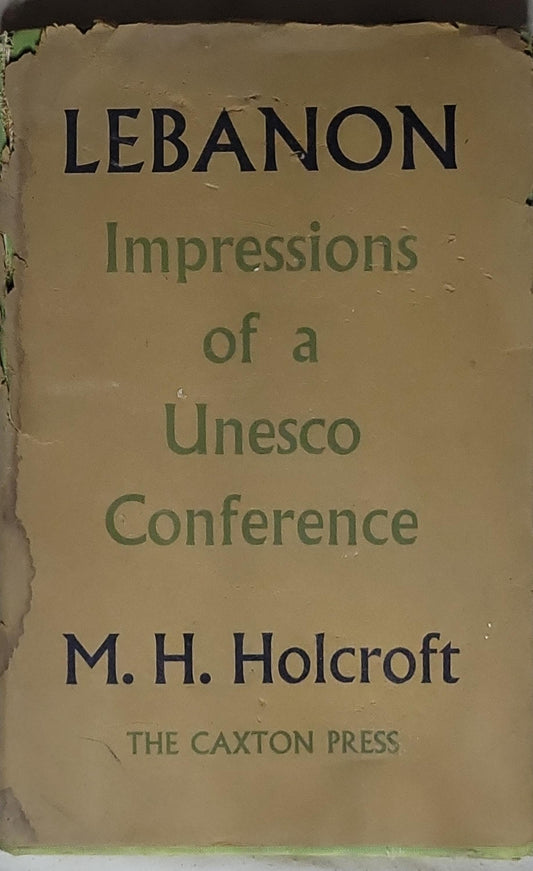 LEBANON
Impressions
of a
Unesco
Conference
M. H. Holcroft
THE CAXTON PRESS